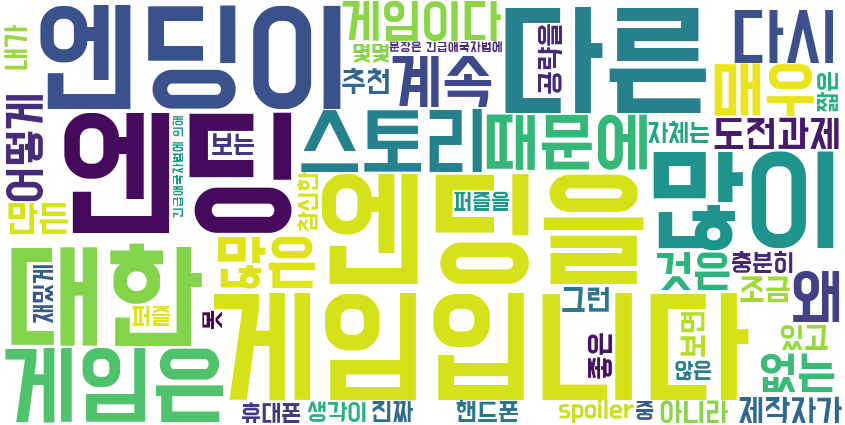 내가
엔딩이
게임이다
몇몇
문장은 긴급애국자법에
추천
계속
다른
공략을
다시
매우
짧은
어떻게
엔딩
긴급애국자법에 의해
보는
스토리
때문에
자체는
도전과제
만든
많은
참신한
엔딩을
퍼즐을
많이
대한
재밌게
퍼즐
못
게임입니다
그런
것은
충분히
조금
왜
좋은
보면
있고
게임은
않은
없는
휴대폰
생각이
진짜
핸드폰
spoiler
중
아니라
제작자가